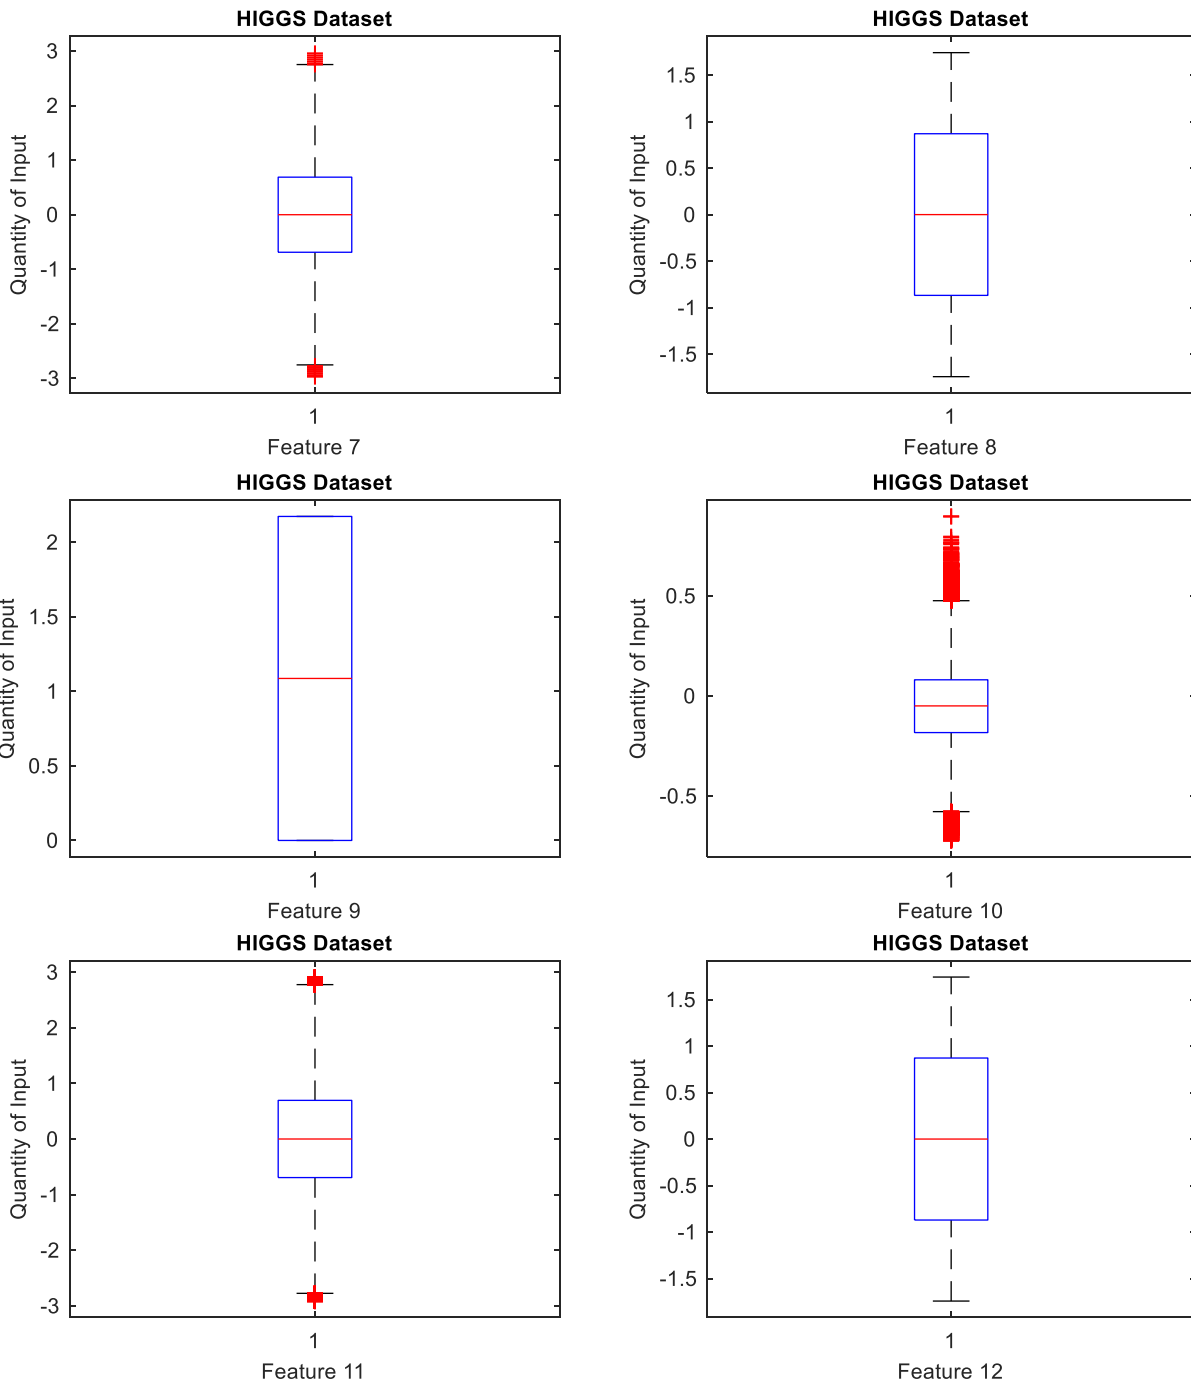 HIGGS Dataset
3
2
1
0
-1
-2
-3
Quantity of Input
1
Feature 7
HIGGS Dataset
1.5
1
0.5
0
-0.5
-1
-1.5
Quantity of Input
1
Feature 8
HIGGS Dataset
2
1.5
1
0.5
0
Quantity of Input
1
Feature 9
HIGGS Dataset
0.5
0
-0.5
Quantity of Input
1
Feature 10
HIGGS Dataset
3
2
1
0
-1
-2
-3
Quantity of Input
1
Feature 11
HIGGS Dataset
1.5
1
0.5
0
-0.5
-1
-1.5
Quantity of Input
1
Feature 12